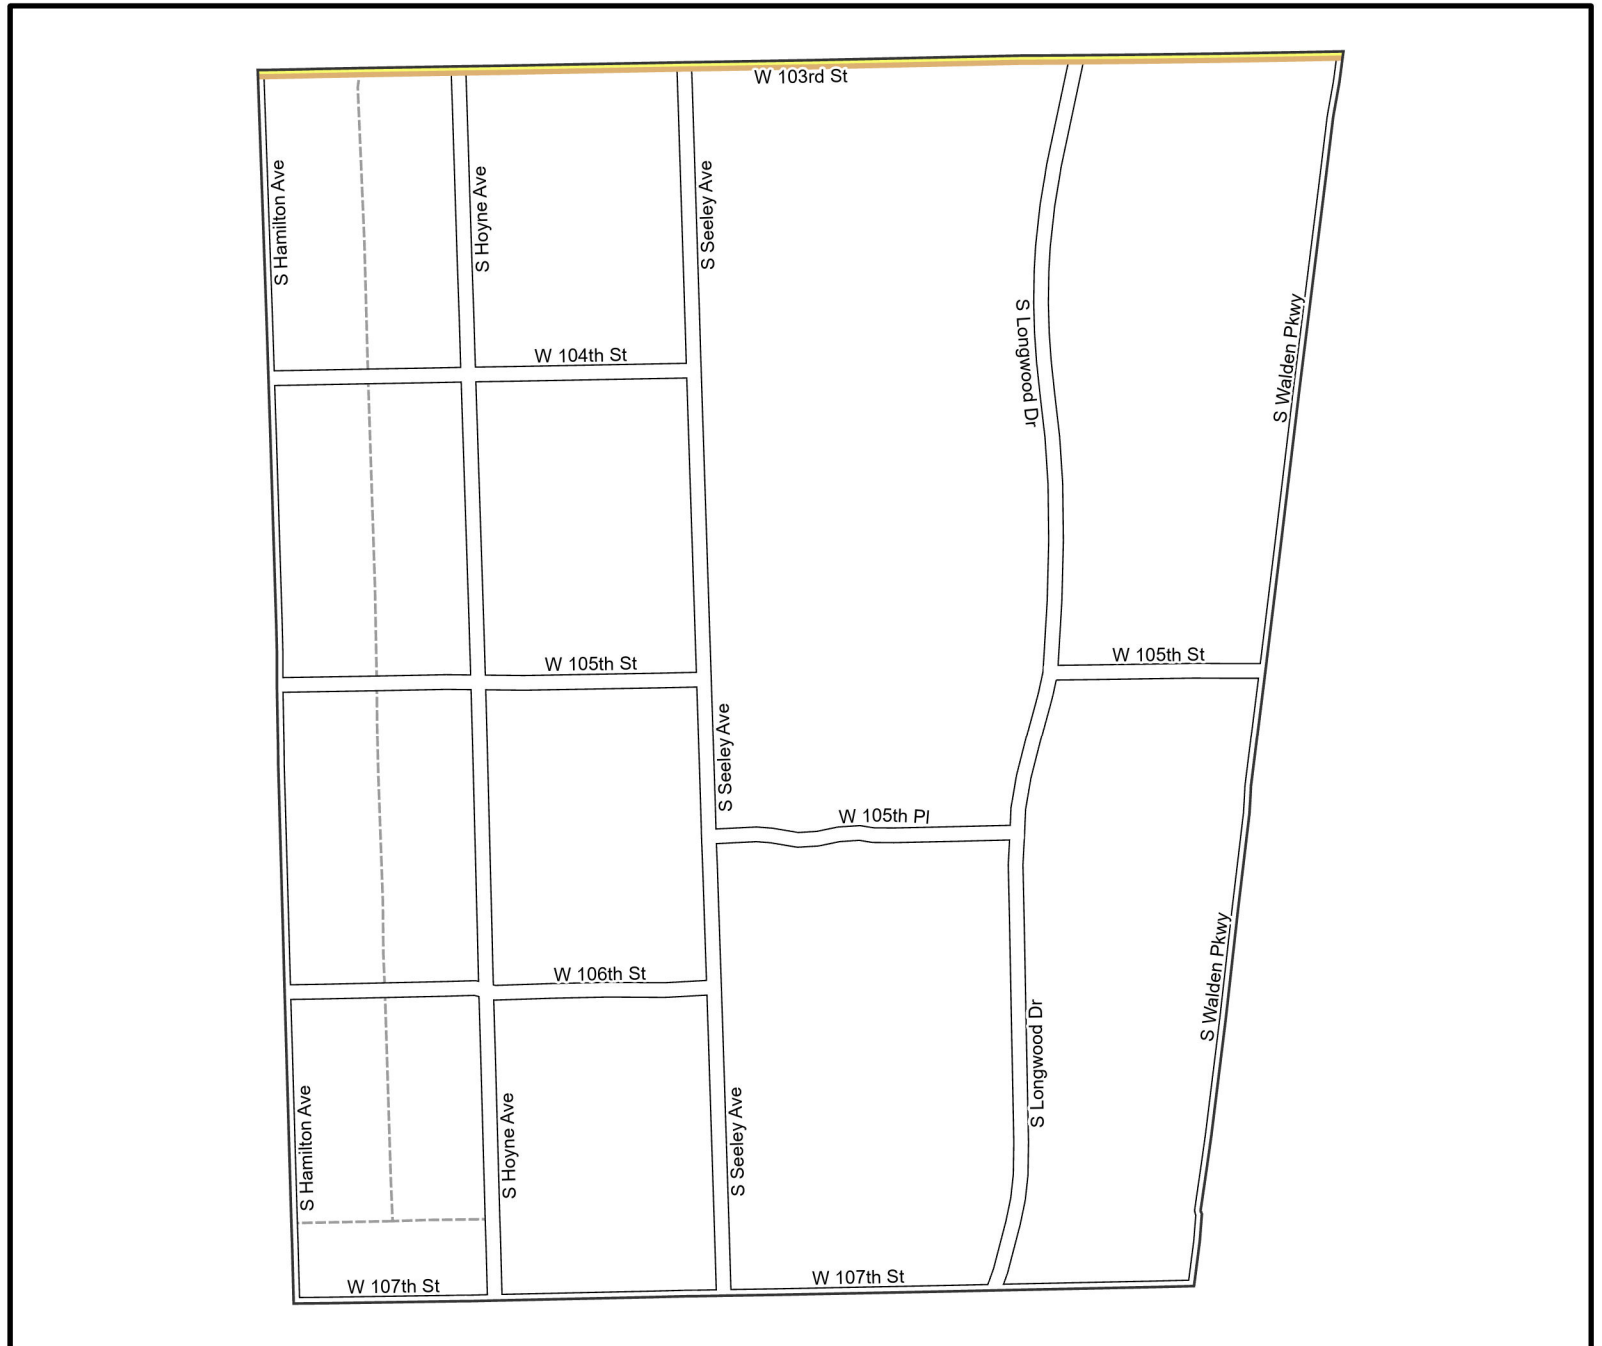 W 103rd St
S Hamilton Ave
S Hoyne Ave
S Seeley Ave
S Longwood Dr
S Walden Pkwy
W 104th St
W 105th St
W 105th St
S Seeley Ave
W 105th Pl
W 106th St
S Walden Pkwy
S Longwood Dr
S Hamilton Ave
S Hoyne Ave
S Seeley Ave
W 107th St
W 107th St